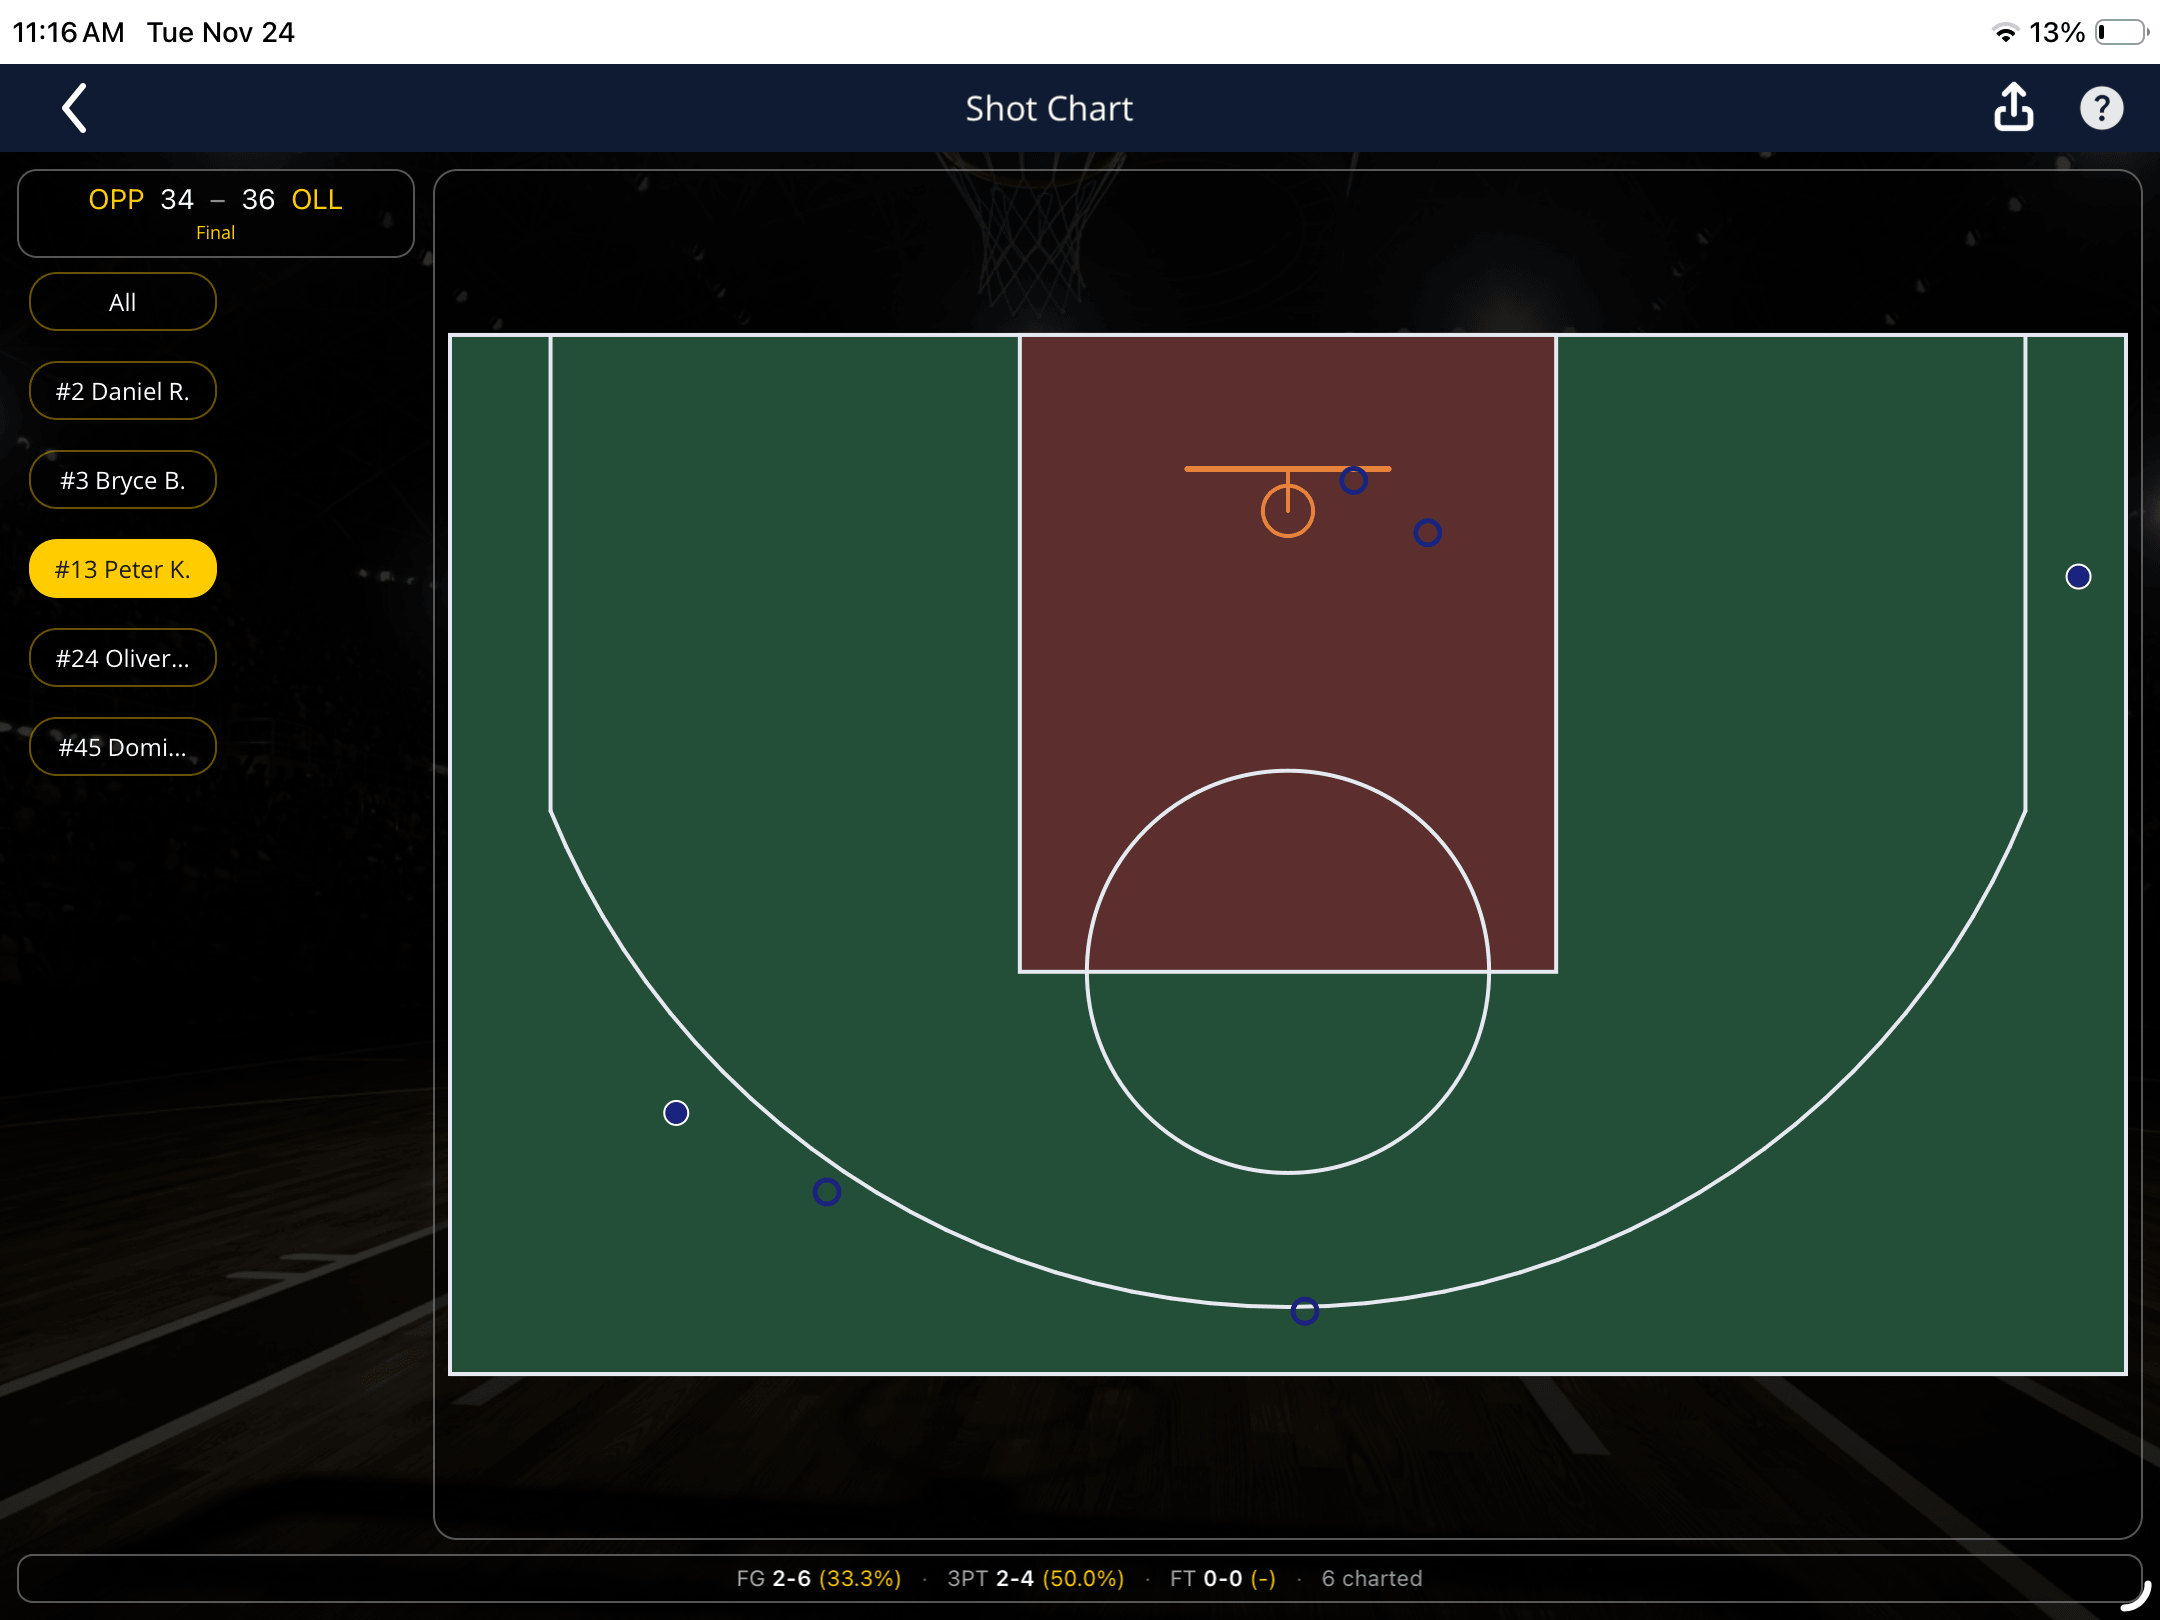 11:16 AM Tue Nov 24
13%
Shot Chart
?
OPP 34 – 36 OLL
Final
All
#2 Daniel R.
#3 Bryce B.
#13 Peter K.
#24 Oliver...
#45 Domi...
FG 2-6 (33.3%) · 3PT 2-4 (50.0%) · FT 0-0 (-) · 6 charted